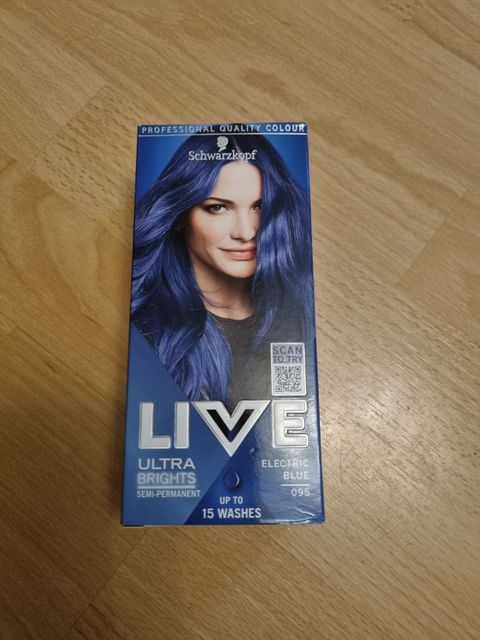 PROFESSIONAL QUALITY COLOUR
Schwarzkopf
SCAN
TO TRY
LIVE
ULTRA
BRIGHTS
SEMI-PERMANENT
ELECTRIC
BLUE
095
UP TO
15 WASHES